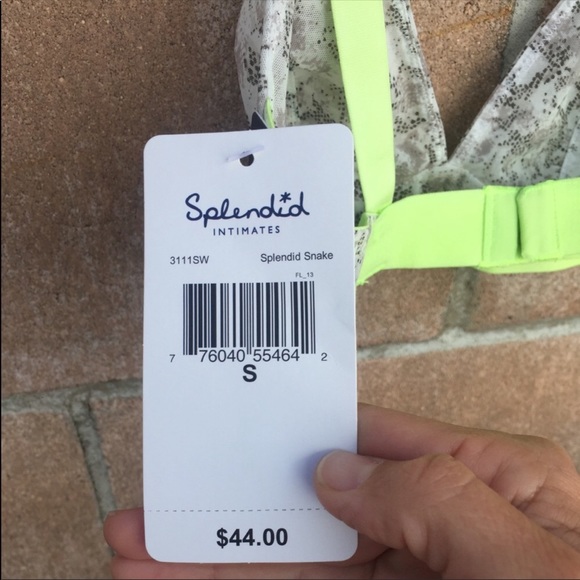 Splendid
INTIMATES
3111SW Splendid Snake
FL_13
7 76040 55464 2
S
$44.00